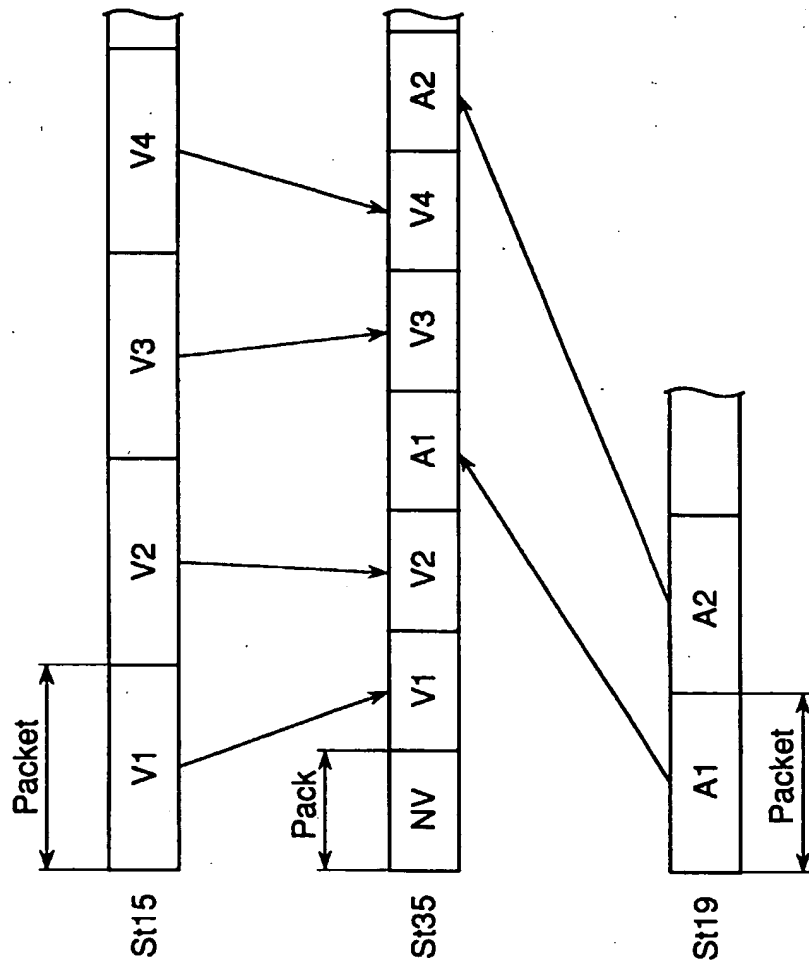 Packet
St15 V1 V2 V3 V4
Pack
St35 NV V1 V2 A1 V3 V4 A2
St19 A1 A2
Packet